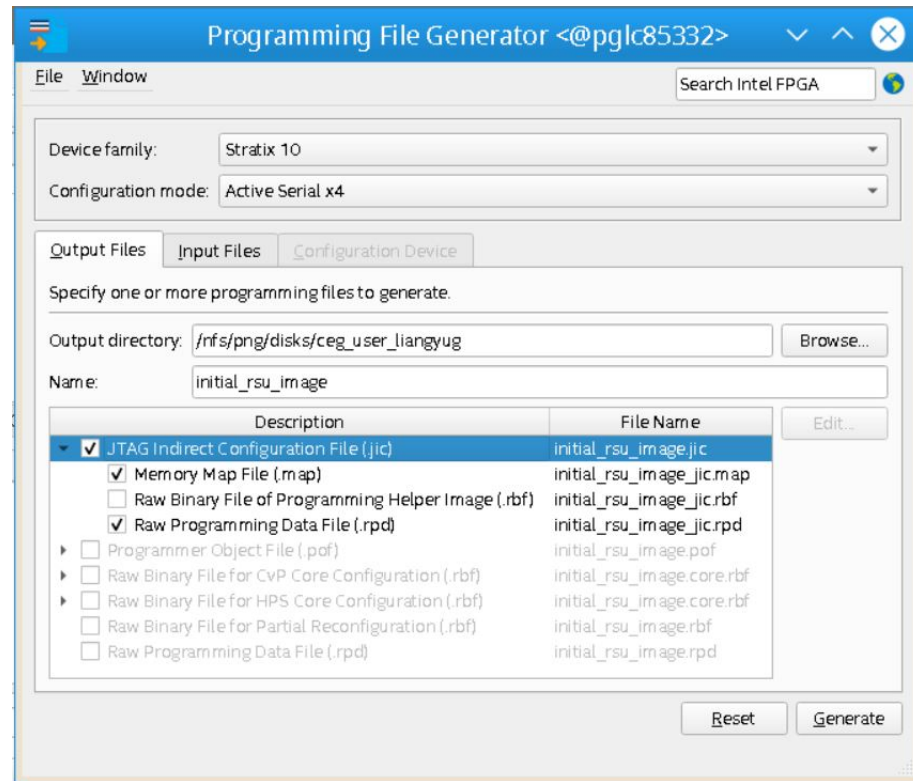 Programming File Generator <@pglc85332>
File Window
Search Intel FPGA
Device family: Stratix 10
Configuration mode: Active Serial x4
Output Files Input Files Configuration Device
Specify one or more programming files to generate.
Output directory: /nfs/png/disks/ceg_user_liangyug Browse...
Name: initial_rsu_image
Description File Name Edit...
JTAG Indirect Configuration File (.jic) initial_rsu_image.jic
Memory Map File (.map) initial_rsu_image_jic.map
Raw Binary File of Programming Helper Image (.rbf) initial_rsu_image_jic.rbf
Raw Programming Data File (.rpd) initial_rsu_image_jic.rpd
Programmer Object File (.pof) initial_rsu_image.pof
Raw Binary File for CvP Core Configuration (.rbf) initial_rsu_image.core.rbf
Raw Binary File for HPS Core Configuration (.rbf) initial_rsu_image.core.rbf
Raw Binary File for Partial Reconfiguration (.rbf) initial_rsu_image.rbf
Raw Programming Data File (.rpd) initial_rsu_image.rpd
Reset Generate